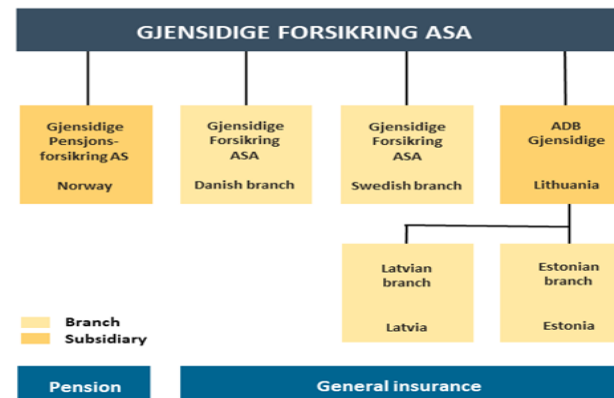 GJENSIDIGE FORSIKRING ASA
Gjensidige
Pensjons-
forsikring AS
Norway
Gjensidige
Forsikring
ASA
Danish branch
Gjensidige
Forsikring
ASA
Swedish branch
ADB
Gjensidige
Lithuania
Latvian
branch
Latvia
Estonian
branch
Estonia
Branch
Subsidiary
Pension
General insurance